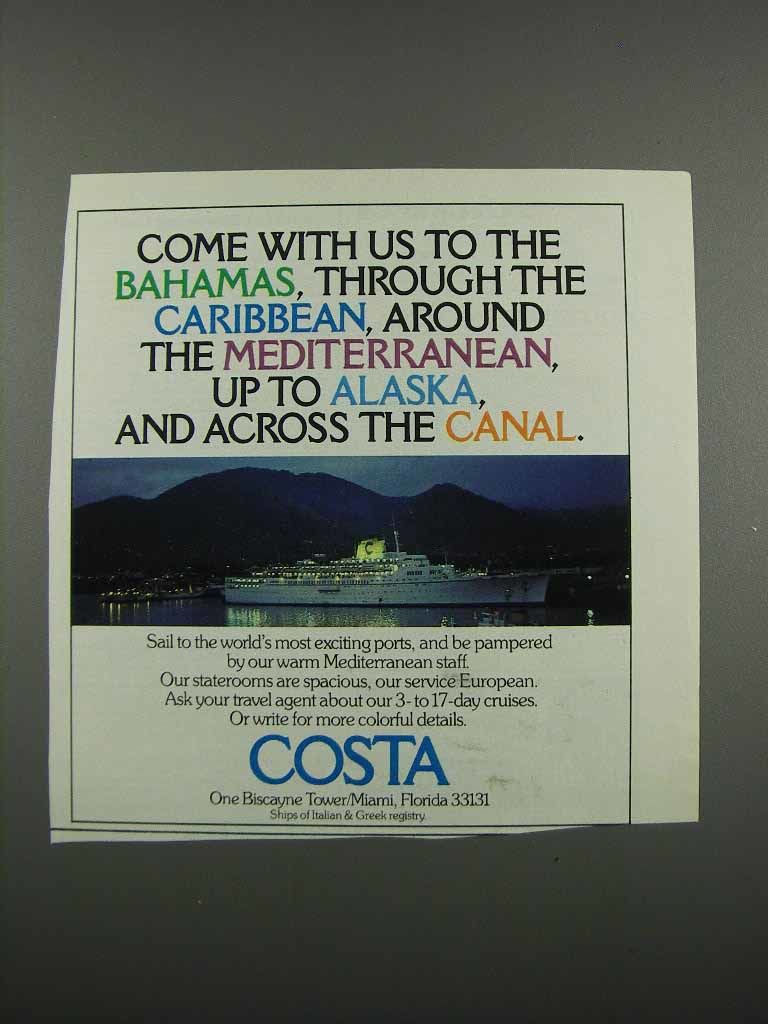 COME WITH US TO THE
BAHAMAS, THROUGH THE
CARIBBEAN, AROUND
THE MEDITERRANEAN,
UP TO ALASKA,
AND ACROSS THE CANAL.
C
Sail to the world's most exciting ports, and be pampered
by our warm Mediterranean staff.
Our staterooms are spacious, our service European.
Ask your travel agent about our 3- to 17-day cruises.
Or write for more colorful details.
COSTA
One Biscayne Tower/Miami, Florida 33131
Ships of Italian & Greek registry.